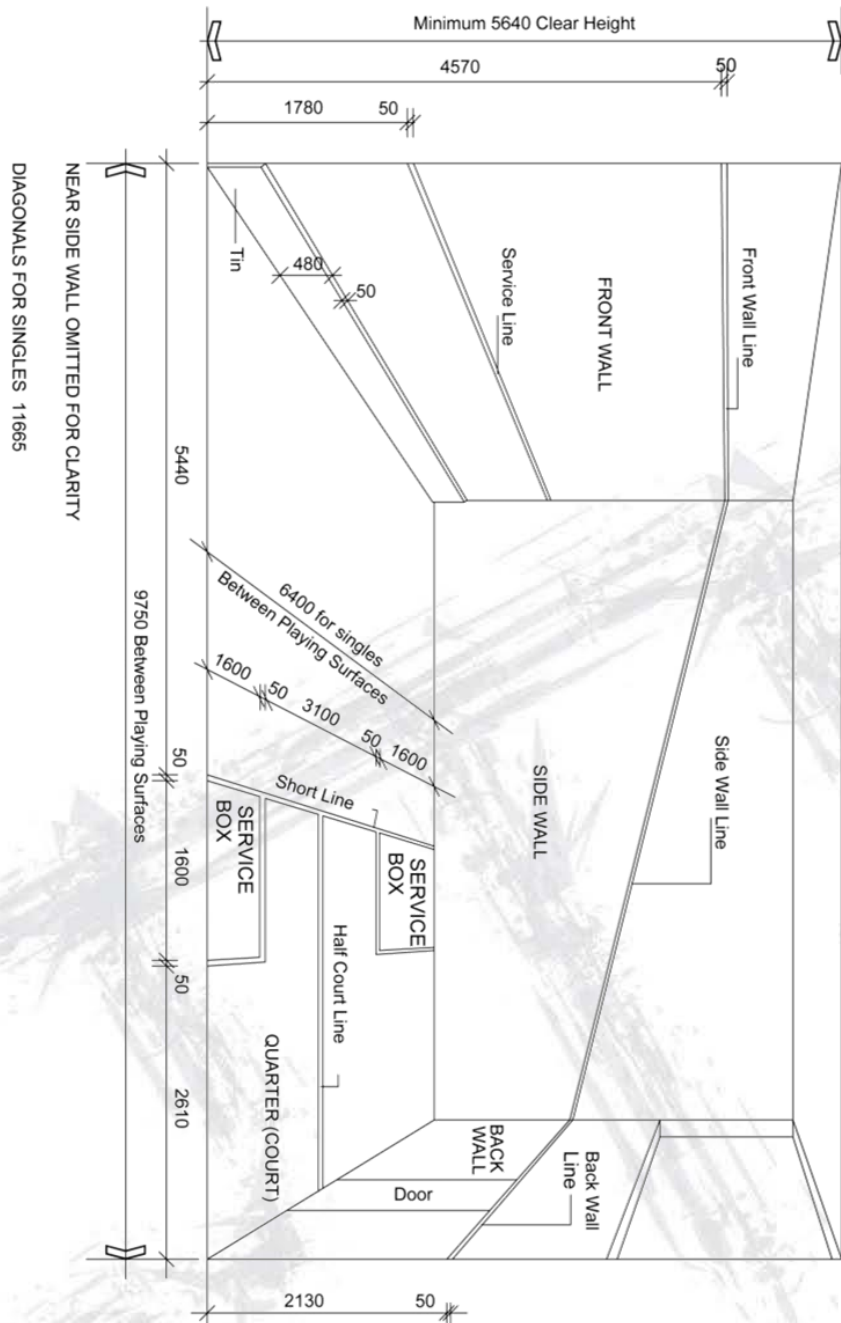 Minimum 5640 Clear Height
4570
50
1780
50
Tin
480
50
Service Line
FRONT WALL
Front Wall Line
NEAR SIDE WALL OMITTED FOR CLARITY
DIAGONALS FOR SINGLES 11665
5440
9750 Between Playing Surfaces
6400 for singles
Between Playing Surfaces
1600
50
3100
50
1600
SIDE WALL
Side Wall Line
50
Short Line
SERVICE
BOX
SERVICE
BOX
1600
50
Half Court Line
QUARTER (COURT)
2610
BACK
WALL
Back Wall
Line
Door
2130
50